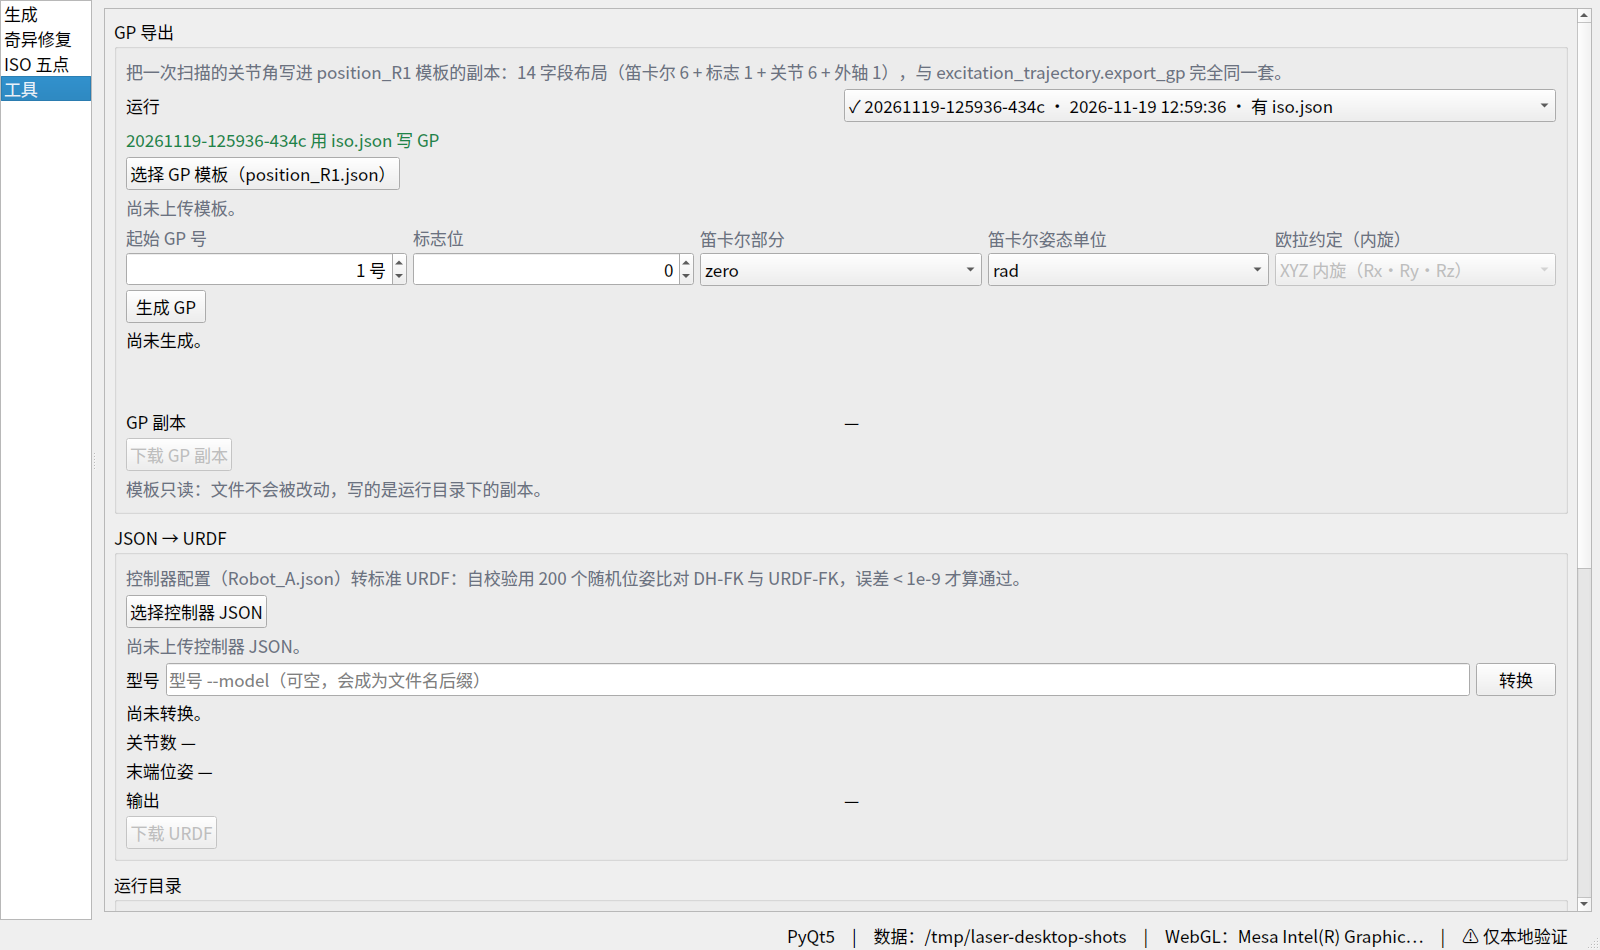 生成
奇异修复
ISO 五点
工具
GP 导出
把一次扫描的关节角写进 position_R1 模板的副本：14 字段布局（笛卡尔 6 + 标志 1 + 关节 6 + 外轴 1），与 excitation_trajectory.export_gp 完全同一套。
运行
✓ 20261119-125936-434c · 2026-11-19 12:59:36 · 有 iso.json
20261119-125936-434c 用 iso.json 写 GP
选择 GP 模板（position_R1.json）
尚未上传模板。
起始 GP 号 标志位 笛卡尔部分 笛卡尔姿态单位 欧拉约定（内旋）
1 号 0 zero rad XYZ 内旋（Rx・Ry・Rz）
生成 GP
尚未生成。
GP 副本 —
下载 GP 副本
模板只读：文件不会被改动，写的是运行目录下的副本。
JSON → URDF
控制器配置（Robot_A.json）转标准 URDF：自校验用 200 个随机位姿比对 DH-FK 与 URDF-FK，误差 < 1e-9 才算通过。
选择控制器 JSON
尚未上传控制器 JSON。
型号 型号 --model（可空，会成为文件名后缀） 转换
尚未转换。
关节数 —
末端位姿 —
输出 —
下载 URDF
运行目录
PyQt5 | 数据：/tmp/laser-desktop-shots | WebGL：Mesa Intel(R) Graphic… | ⚠ 仅本地验证